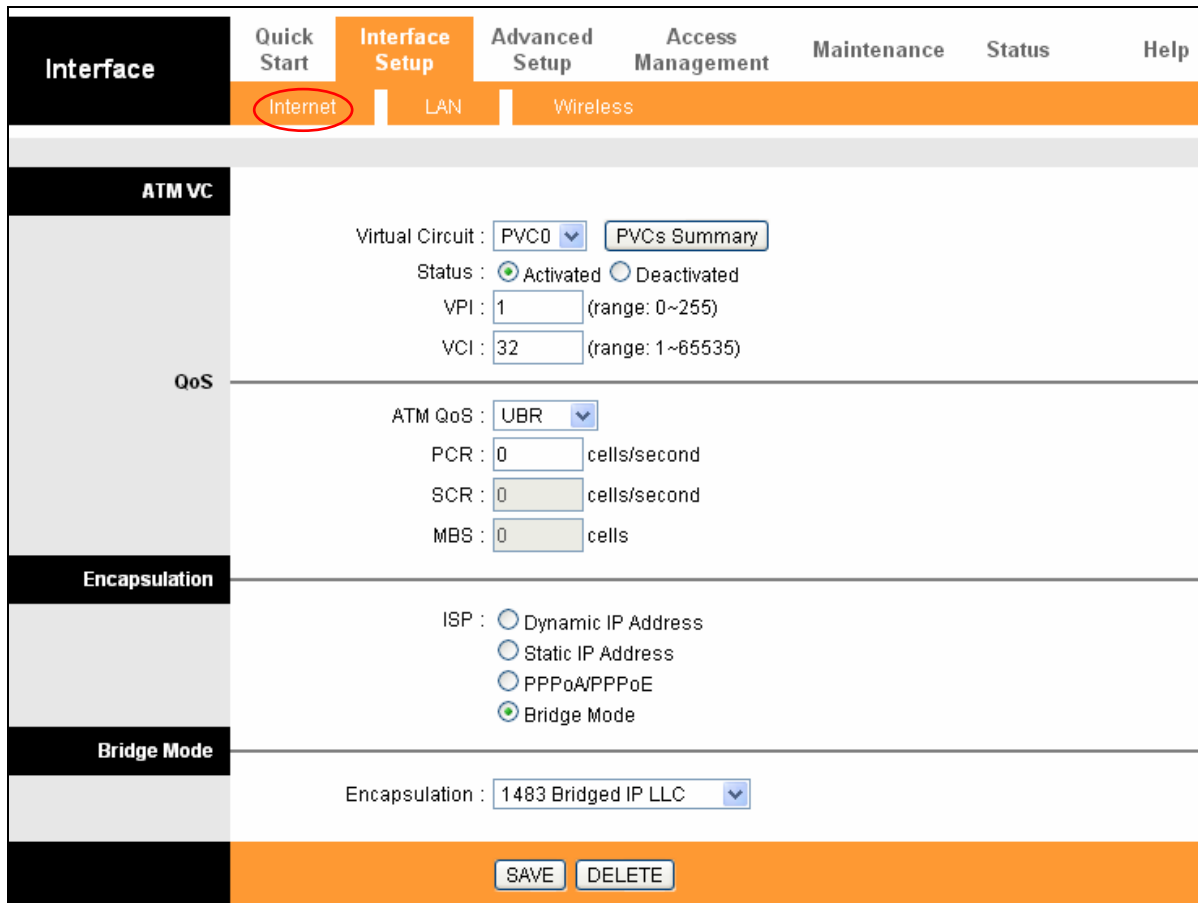 Interface
Quick Start
Interface Setup
Advanced Setup
Access Management
Maintenance
Status
Help
Internet
LAN
Wireless
ATM VC
Virtual Circuit : PVC0 PVCs Summary
Status : Activated Deactivated
VPI : 1 (range: 0~255)
VCI : 32 (range: 1~65535)
QoS
ATM QoS : UBR
PCR : 0 cells/second
SCR : 0 cells/second
MBS : 0 cells
Encapsulation
ISP : Dynamic IP Address
Static IP Address
PPPoA/PPPoE
Bridge Mode
Bridge Mode
Encapsulation : 1483 Bridged IP LLC
SAVE DELETE